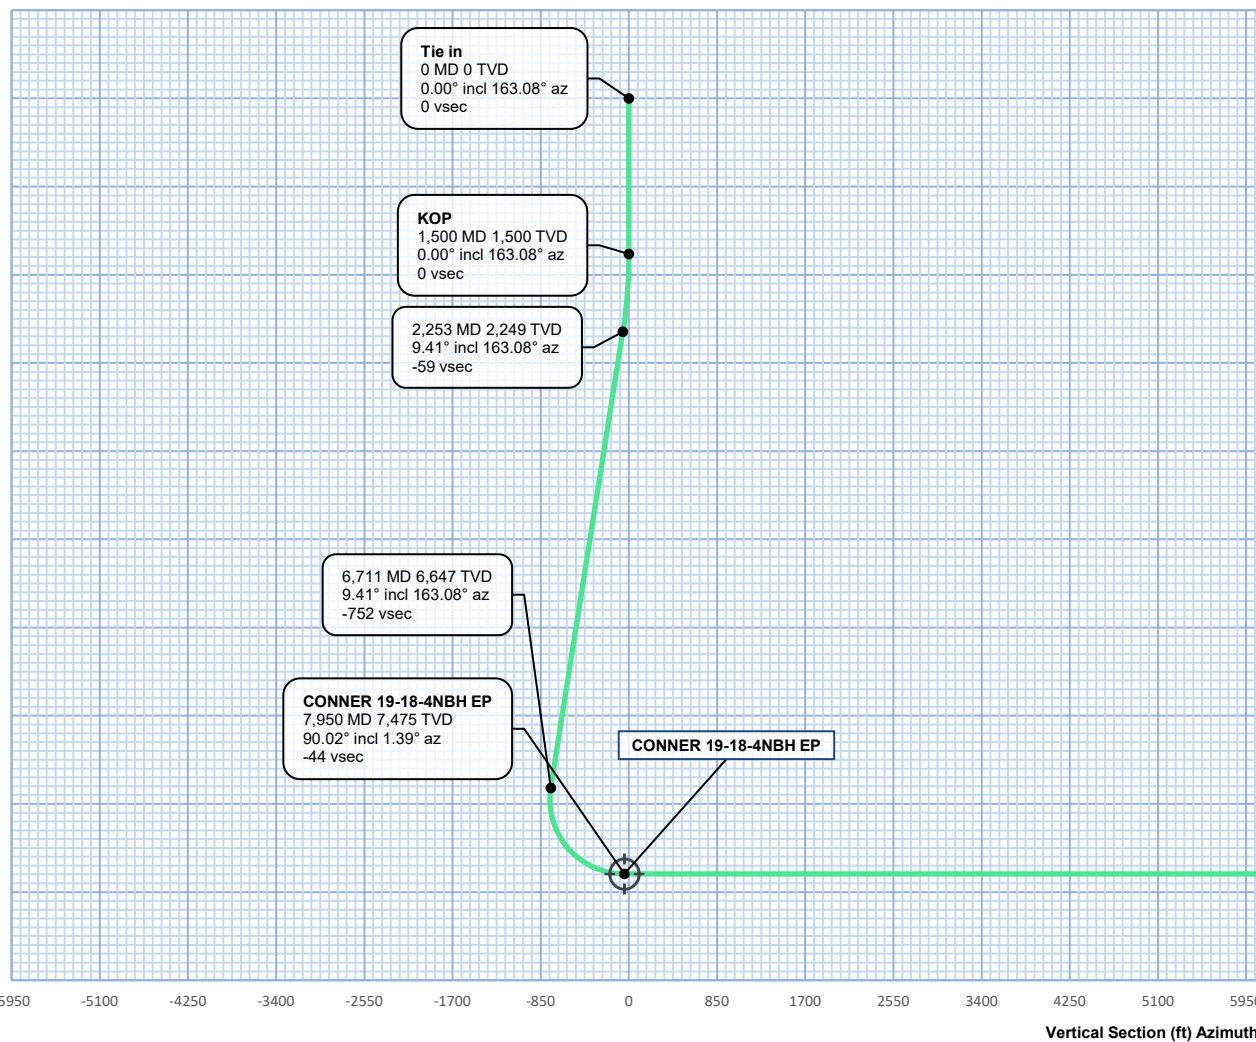 Tie in
0 MD 0 TVD
0.00° incl 163.08° az
0 vsec
KOP
1,500 MD 1,500 TVD
0.00° incl 163.08° az
0 vsec
2,253 MD 2,249 TVD
9.41° incl 163.08° az
-59 vsec
6,711 MD 6,647 TVD
9.41° incl 163.08° az
-752 vsec
CONNER 19-18-4NBH EP
7,950 MD 7,475 TVD
90.02° incl 1.39° az
-44 vsec
CONNER 19-18-4NBH EP
5950 -5100 -4250 -3400 -2550 -1700 -850 0 850 1700 2550 3400 4250 5100 5950
Vertical Section (ft) Azimuth